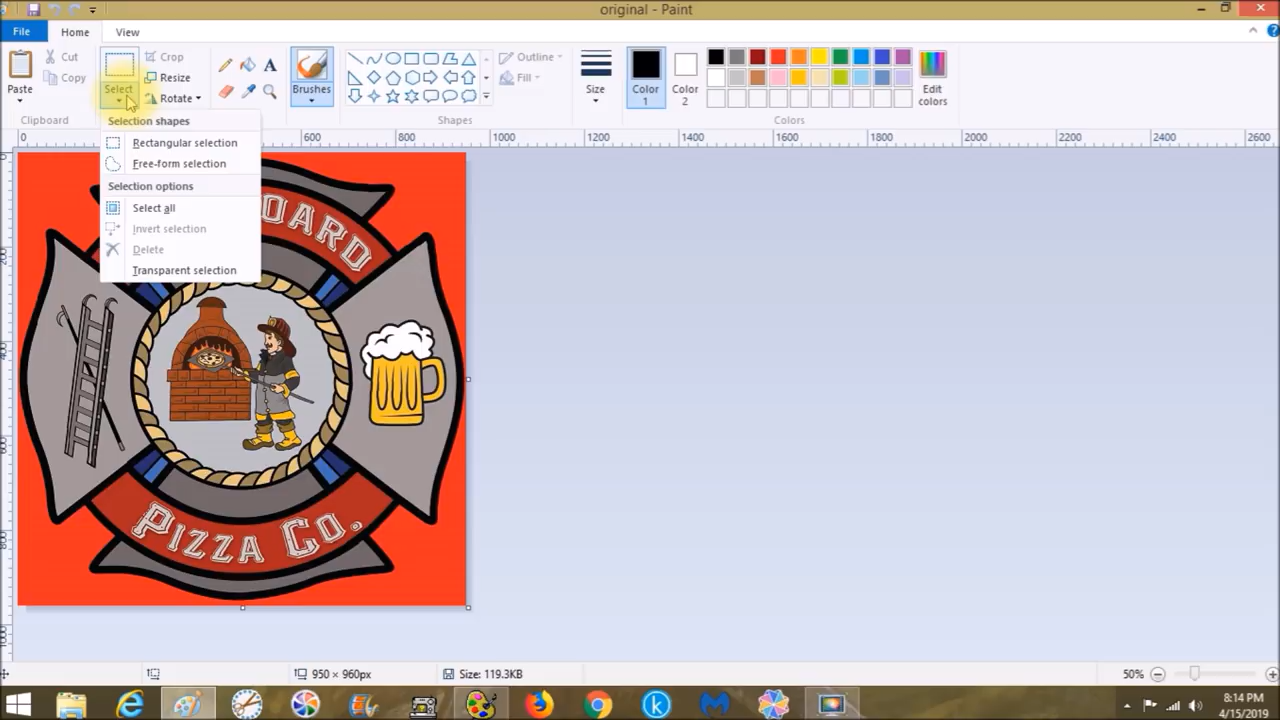 original - Paint
File Home View
Paste
Cut
Copy
Clipboard
Select
Crop
Resize
Rotate
Brushes
Shapes
Outline
Fill
Size
Color 1
Color 2
Edit colors
Colors
Selection shapes
Rectangular selection
Free-form selection
Selection options
Select all
Invert selection
Delete
Transparent selection
0 600 800 1000 1200 1400 1600 1800 2000 2200 2400 2600
OARD
PIZZA CO.
950 × 960px
Size: 119.3KB
50%
8:14 PM
4/15/2019